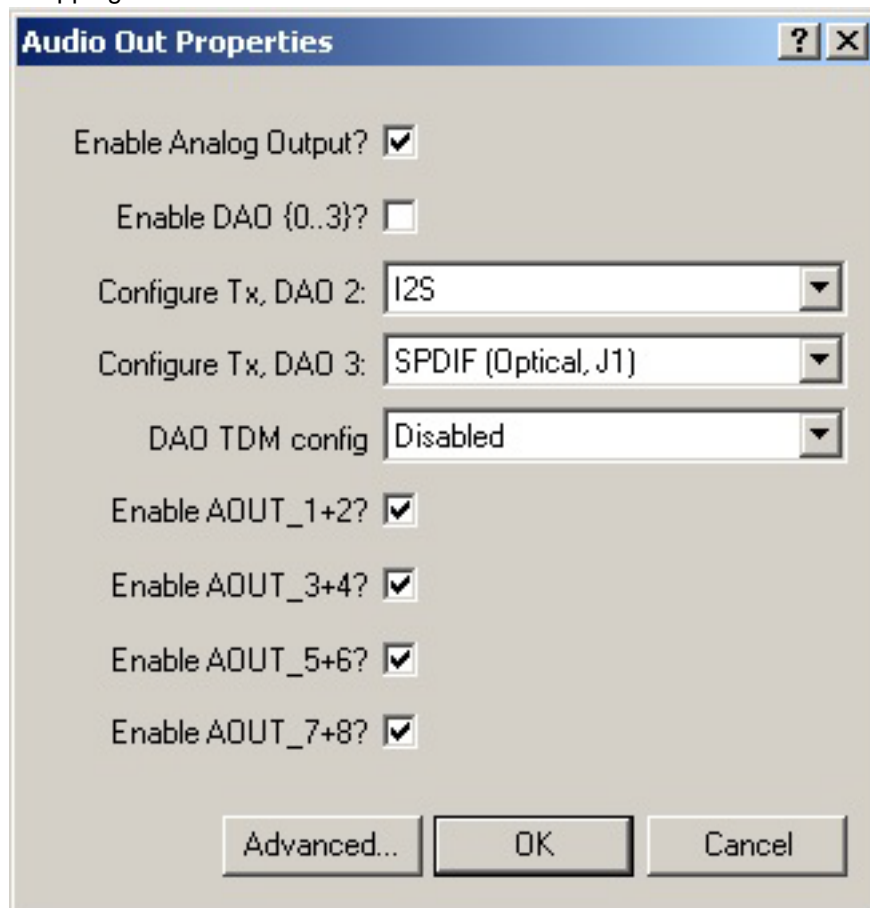 Audio Out Properties ? X
Enable Analog Output?
Enable DAO {0..3}?
Configure Tx, DAO 2: I2S
Configure Tx, DAO 3: SPDIF (Optical, J1)
DAO TDM config Disabled
Enable AOUT_1+2?
Enable AOUT_3+4?
Enable AOUT_5+6?
Enable AOUT_7+8?
Advanced... OK Cancel